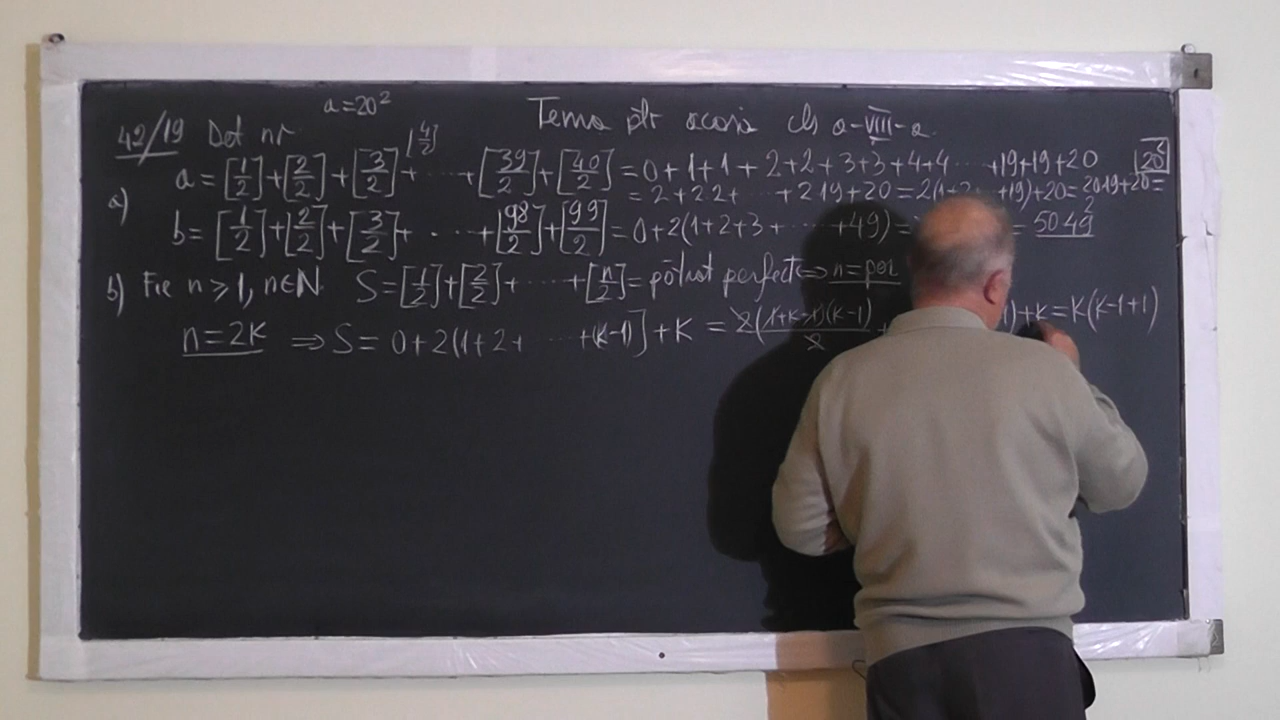 a=20²
42/19 Det nr Tema ptr acasă cls a-VIII-a.
[4/2]
a) a=[1/2]+[2/2]+[3/2]+ ···· +[39/2]+[40/2]=0+1+1+2+2+3+3+4+4 ···· +19+19+20 20²
=2+2·2+ ···· +2·19+20=2(1+2· +19)+20=20·19+20=
b=[1/2]+[2/2]+[3/2]+ ···· +[98/2]+[99/2]=0+2(1+2+3+ ···· +49)= = 50·49
b) Fie n≥1, n∈N. S=[1/2]+[2/2]+ ···· +[n/2]=pătrat perfect⇔n=par
n=2K ⇒S= 0+2(1+2+ ···· +(k-1)]+K = 2(1+k-1)(k-1)/2 1)+k=K(k-1+1)